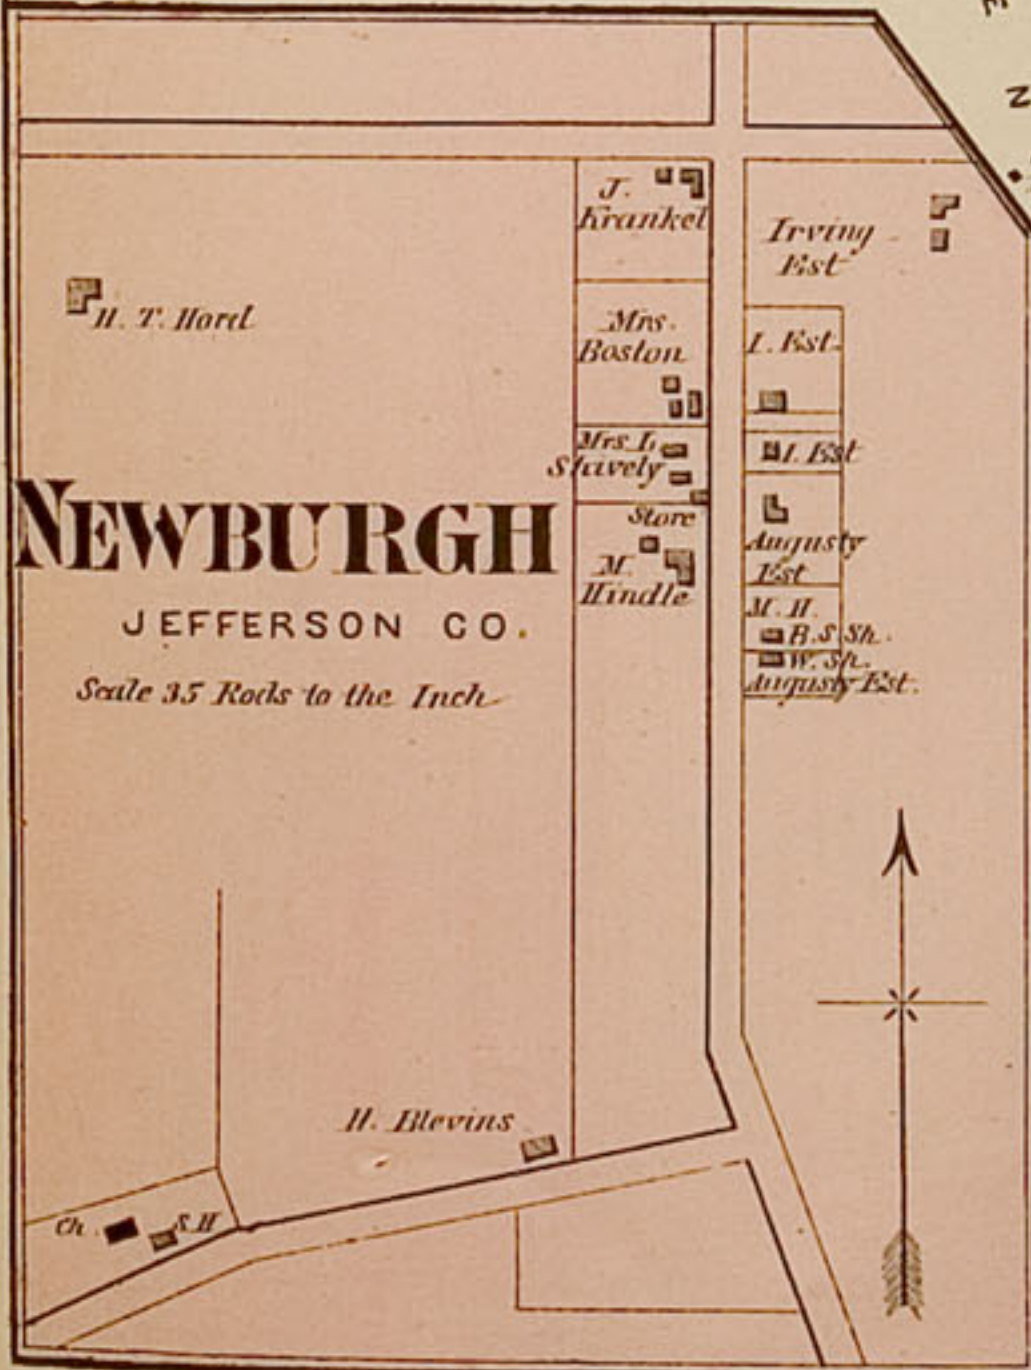 E
N
J.
Krankel
Irving
Est
H. T. Hord
Mrs.
Boston
I. Est.
Mrs. L.
Shively
I. Est
NEWBURGH
Store
M.
Hindle
Augusty
Est
JEFFERSON CO.
M. H.
B. S. Sh.
W. Sh.
Augusty Est.
Scale 35 Rods to the Inch
H. Blevins
Ch.
S. H